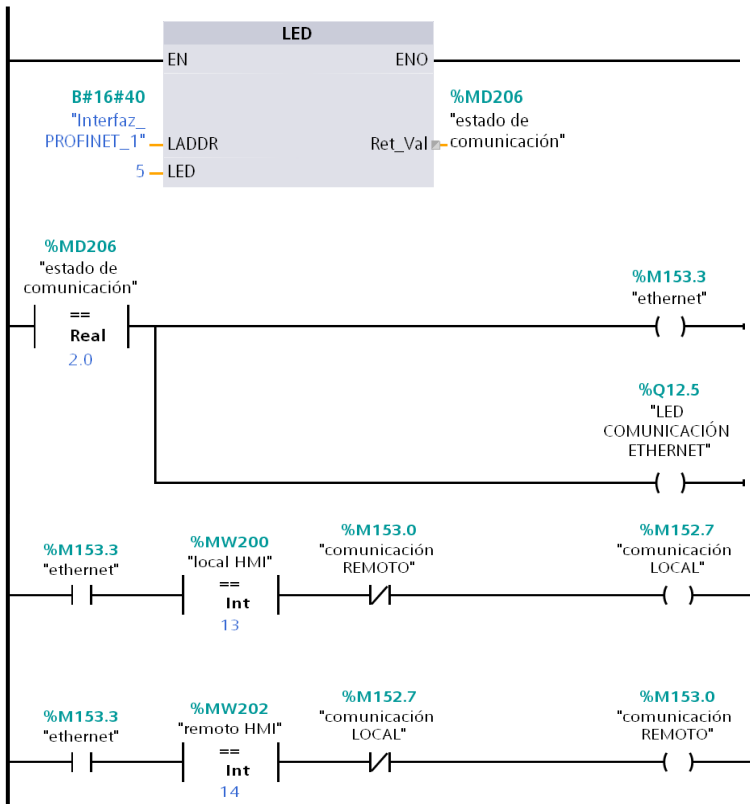 LED
EN
ENO
B#16#40
"Interfaz_
PROFINET_1"
LADDR
5
LED
Ret_Val
%MD206
"estado de
comunicación"
%MD206
"estado de
comunicación"
==
Real
2.0
%M153.3
"ethernet"
%Q12.5
"LED
COMUNICACIÓN
ETHERNET"
%M153.3
"ethernet"
%MW200
"local HMI"
==
Int
13
%M153.0
"comunicación
REMOTO"
%M152.7
"comunicación
LOCAL"
%M153.3
"ethernet"
%MW202
"remoto HMI"
==
Int
14
%M152.7
"comunicación
LOCAL"
%M153.0
"comunicación
REMOTO"